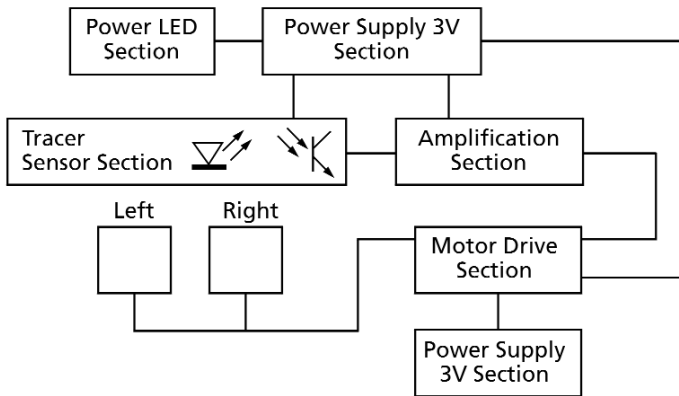 Power LED
Section
Power Supply 3V
Section
Tracer
Sensor Section
Amplification
Section
Left
Right
Motor Drive
Section
Power Supply
3V Section